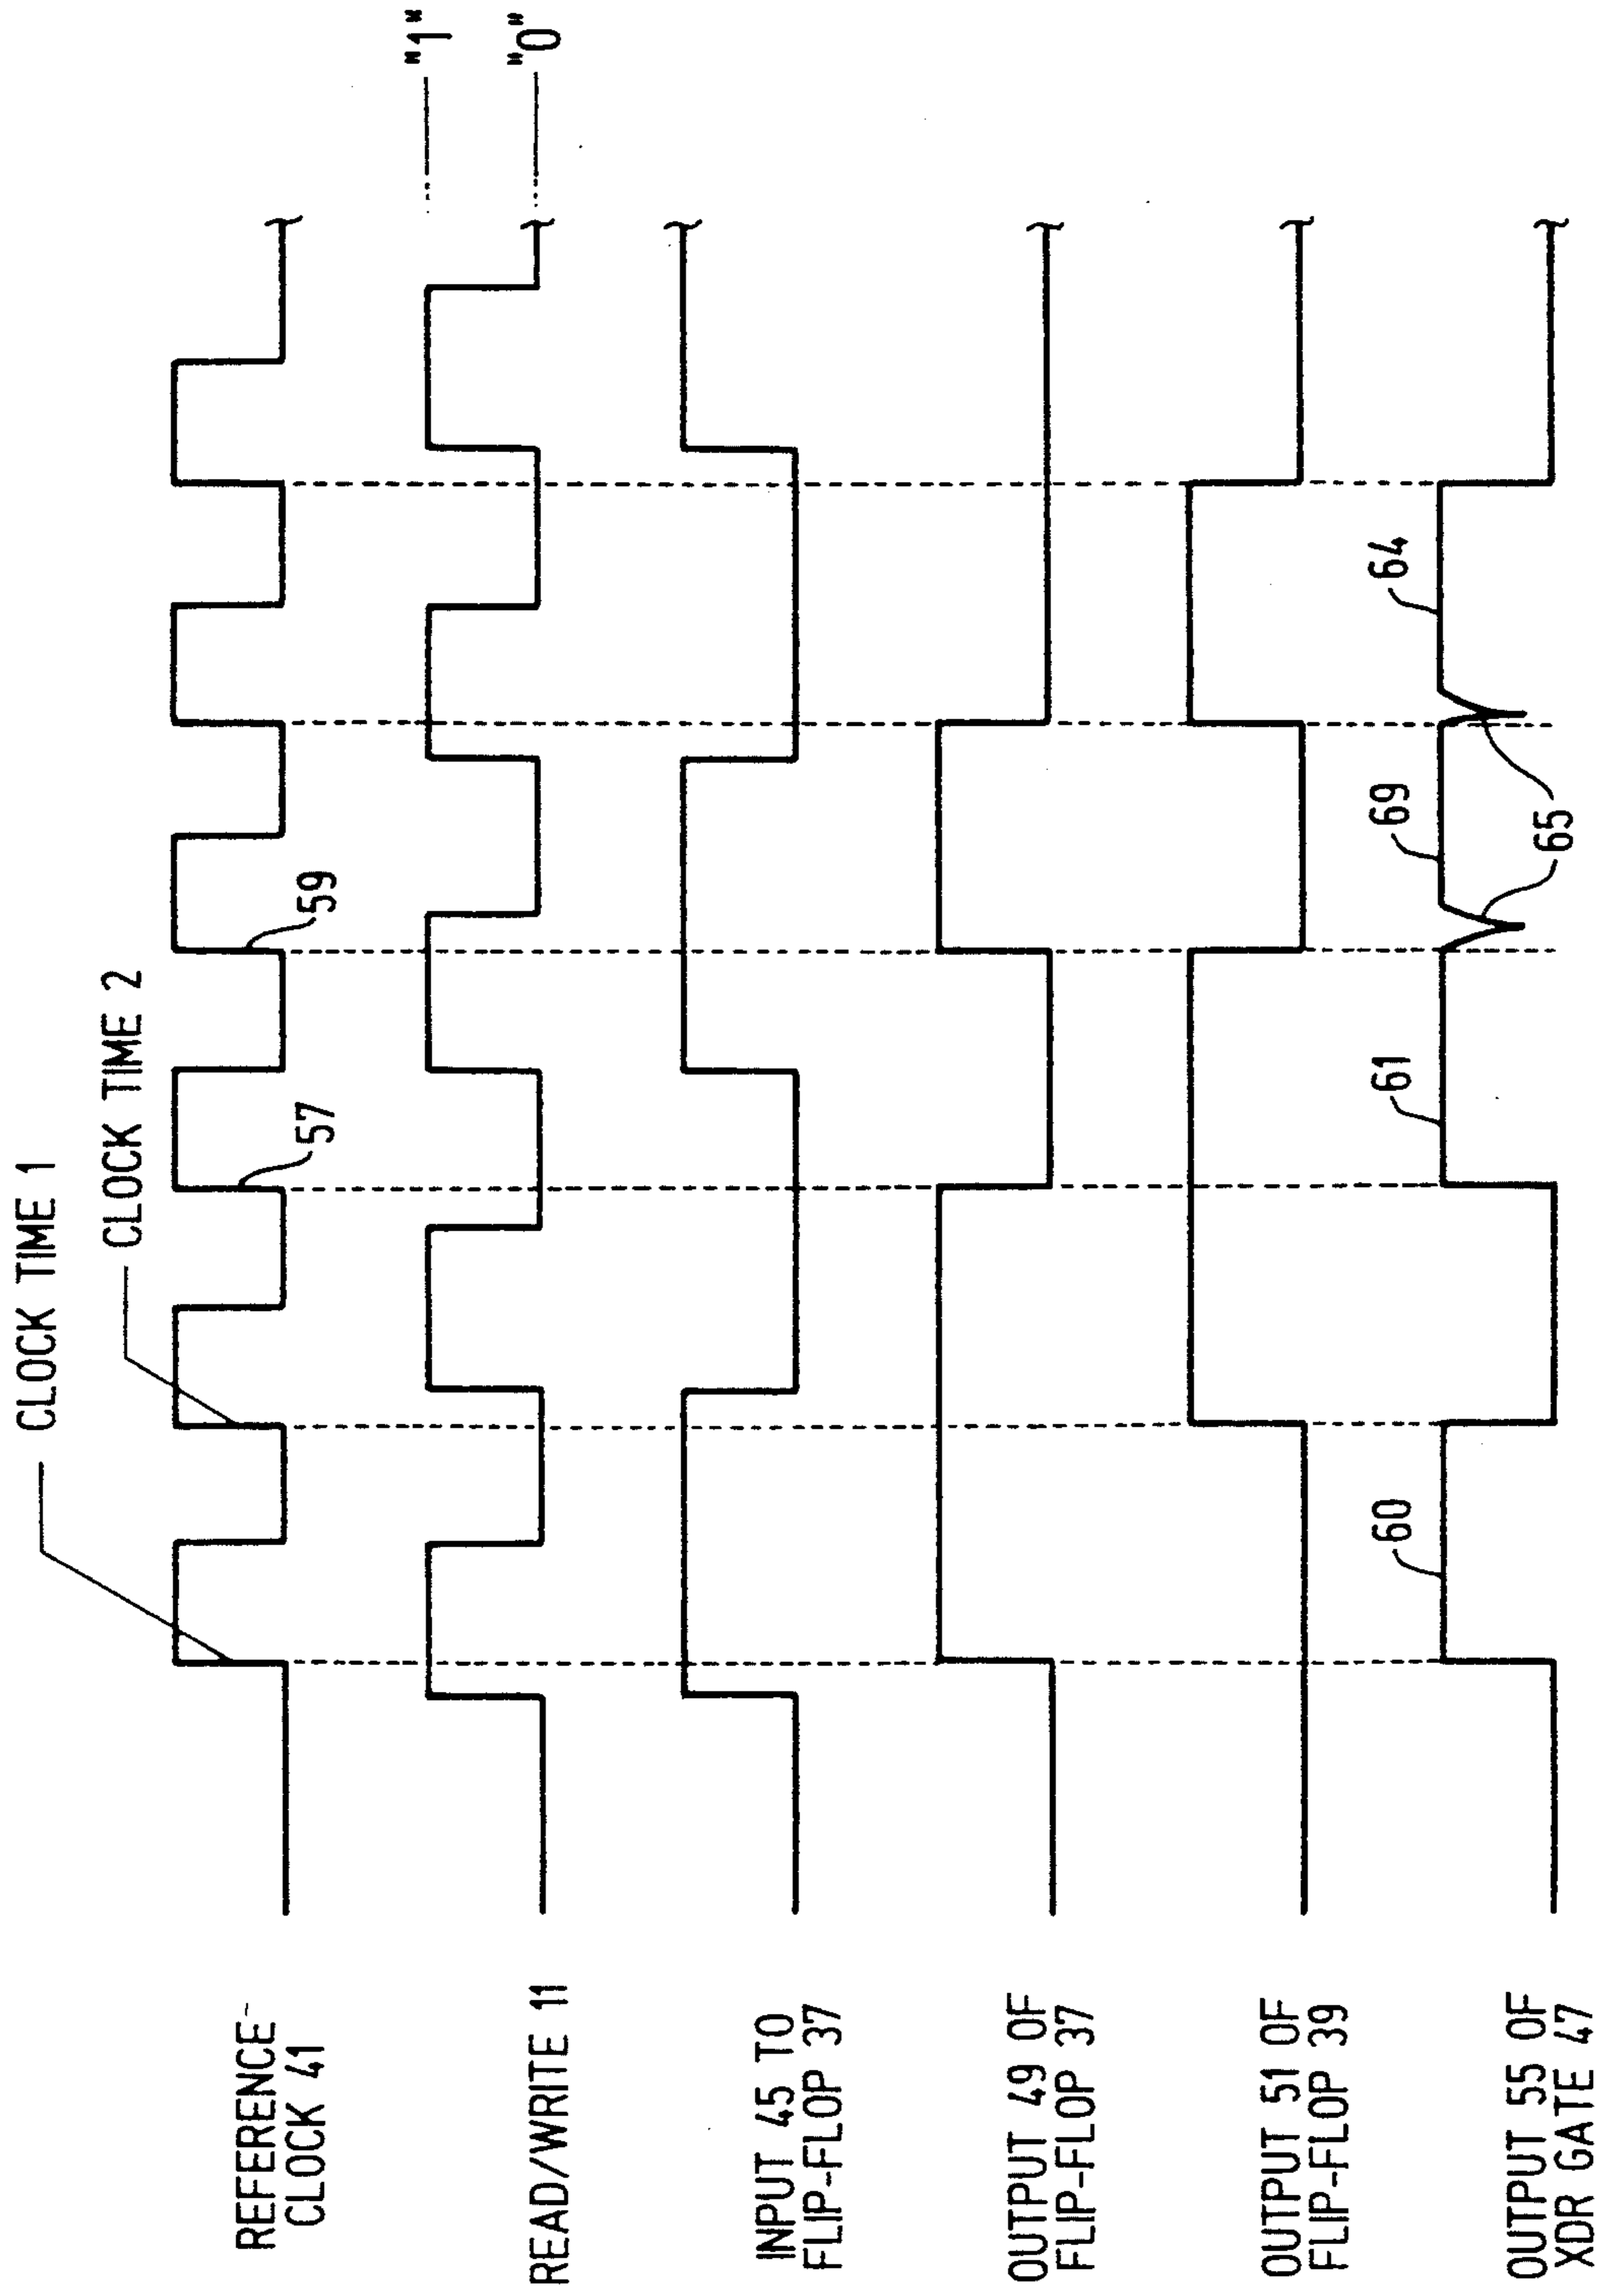 CLOCK TIME 1
CLOCK TIME 2
REFERENCE
CLOCK 41
57
59
READ/WRITE 11
"1"
"0"
INPUT 45 TO
FLIP-FLOP 37
OUTPUT 49 OF
FLIP-FLOP 37
OUTPUT 51 OF
FLIP-FLOP 39
OUTPUT 55 OF
XDR GATE 47
60
61
69
64
65